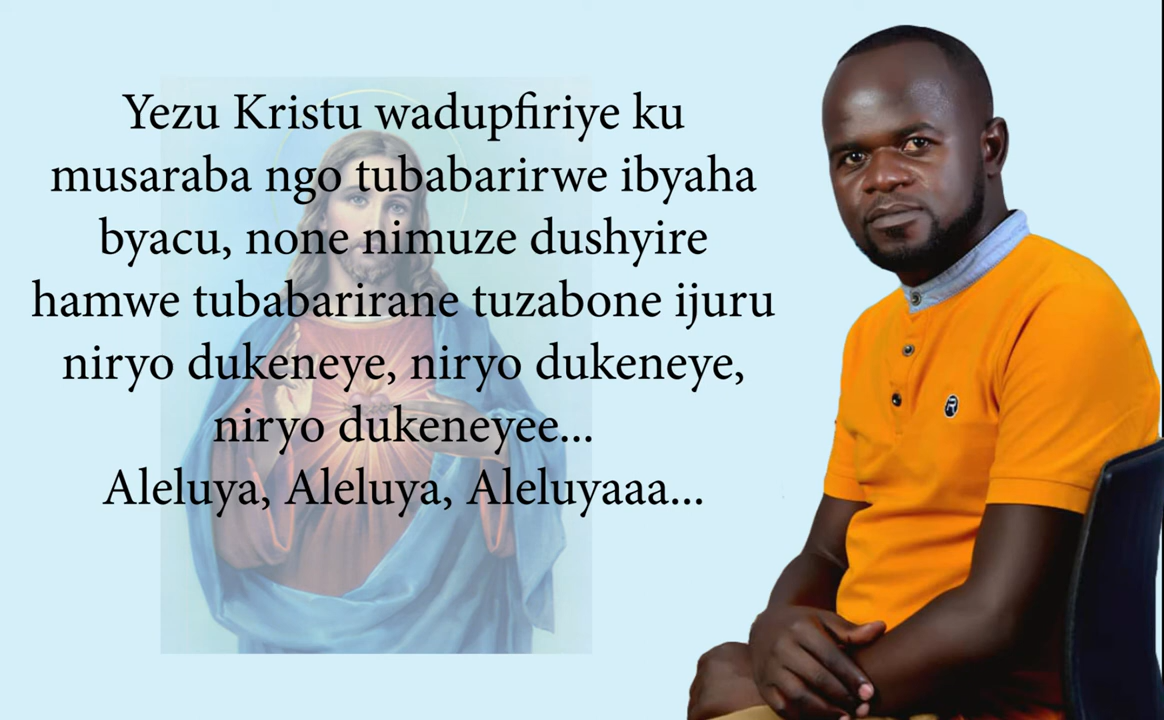 Yezu Kristu wadupfiriye ku
musaraba ngo tubabarirwe ibyaha
byacu, none nimuze dushyire
hamwe tubabarirane tuzabone ijuru
niryo dukeneye, niryo dukeneye,
niryo dukeneyee...
Aleluya, Aleluya, Aleluyaaa...